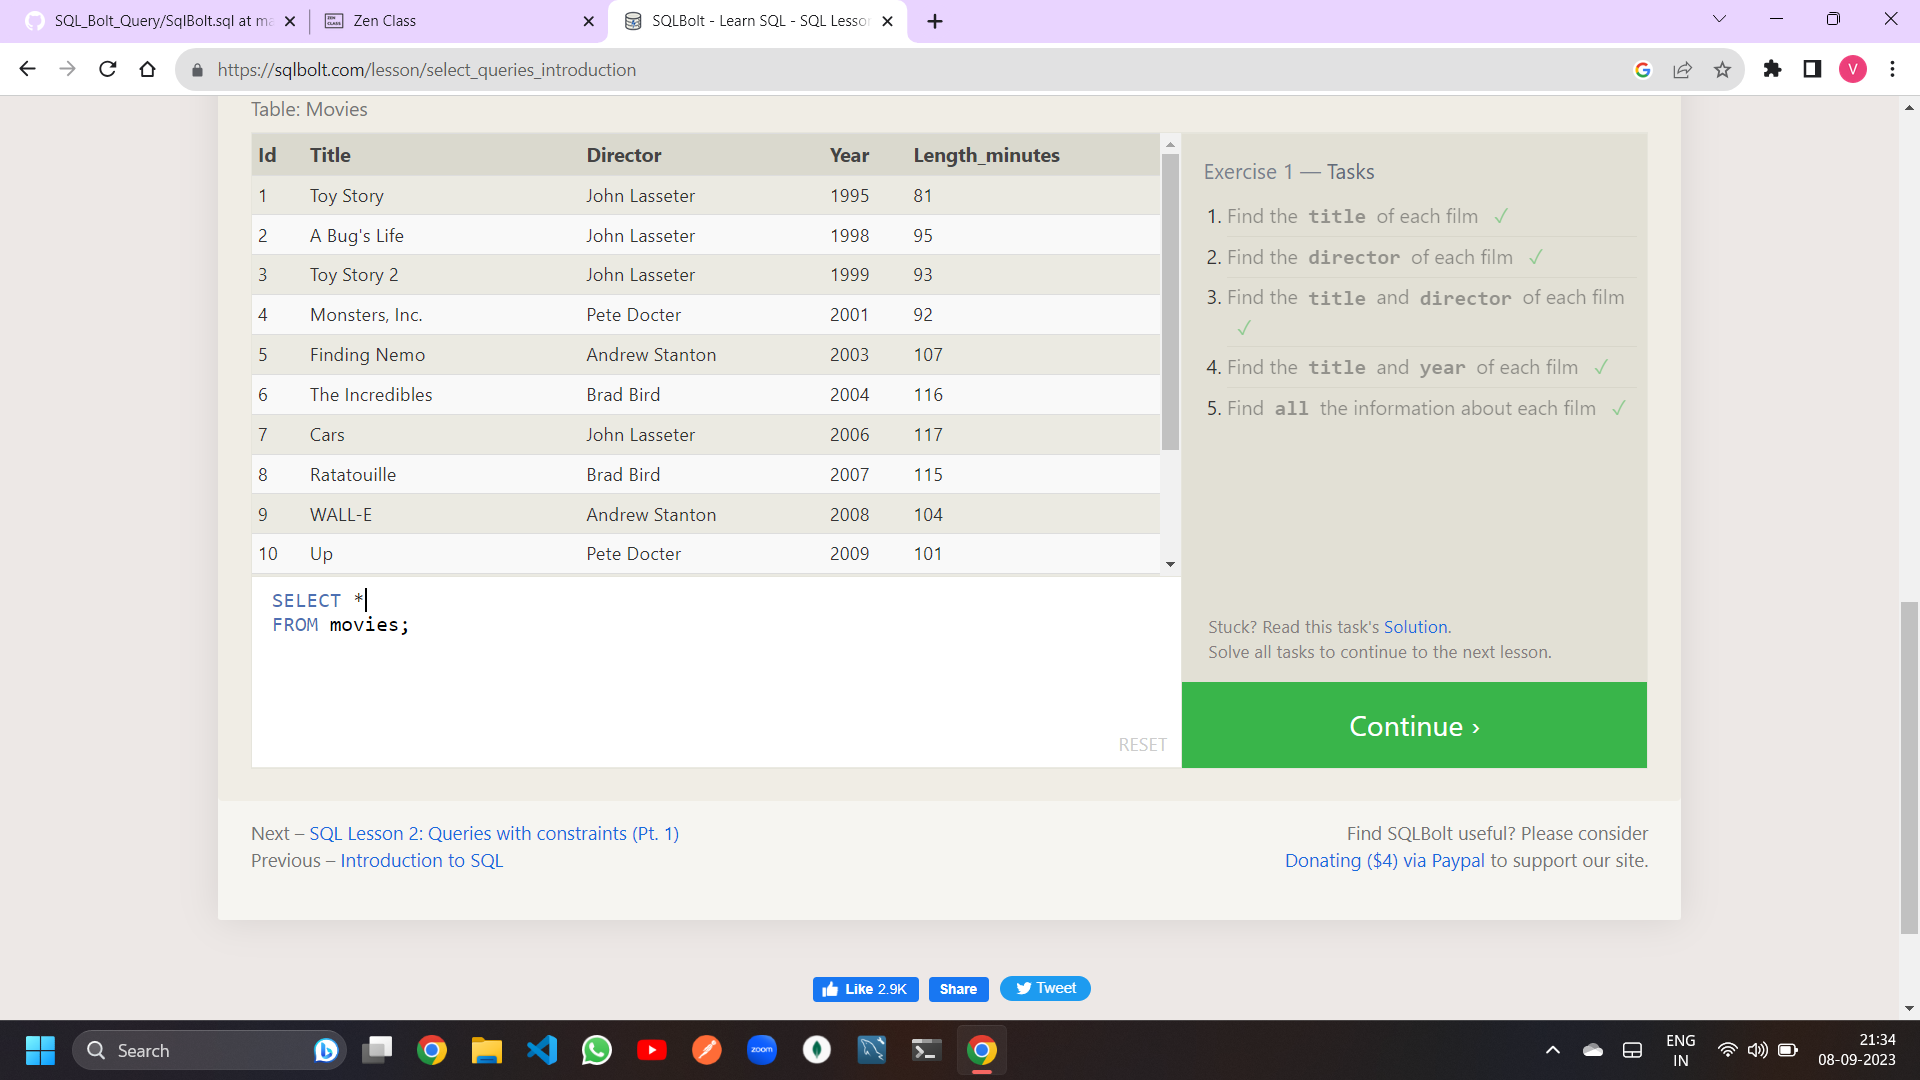 SQL_Bolt_Query/SqlBolt.sql at ma
Zen Class
SQLBolt - Learn SQL - SQL Lesson
https://sqlbolt.com/lesson/select_queries_introduction
V
Table: Movies
Id Title Director Year Length_minutes
1 Toy Story John Lasseter 1995 81
2 A Bug's Life John Lasseter 1998 95
3 Toy Story 2 John Lasseter 1999 93
4 Monsters, Inc. Pete Docter 2001 92
5 Finding Nemo Andrew Stanton 2003 107
6 The Incredibles Brad Bird 2004 116
7 Cars John Lasseter 2006 117
8 Ratatouille Brad Bird 2007 115
9 WALL-E Andrew Stanton 2008 104
10 Up Pete Docter 2009 101
SELECT *
FROM movies;
RESET
Exercise 1 — Tasks
1. Find the title of each film ✓
2. Find the director of each film ✓
3. Find the title and director of each film
✓
4. Find the title and year of each film ✓
5. Find all the information about each film ✓
Stuck? Read this task's Solution.
Solve all tasks to continue to the next lesson.
Continue ›
Next – SQL Lesson 2: Queries with constraints (Pt. 1)
Previous – Introduction to SQL
Find SQLBolt useful? Please consider
Donating ($4) via Paypal to support our site.
Like 2.9K
Share
Tweet
Search
zoom
ENG
IN
21:34
08-09-2023